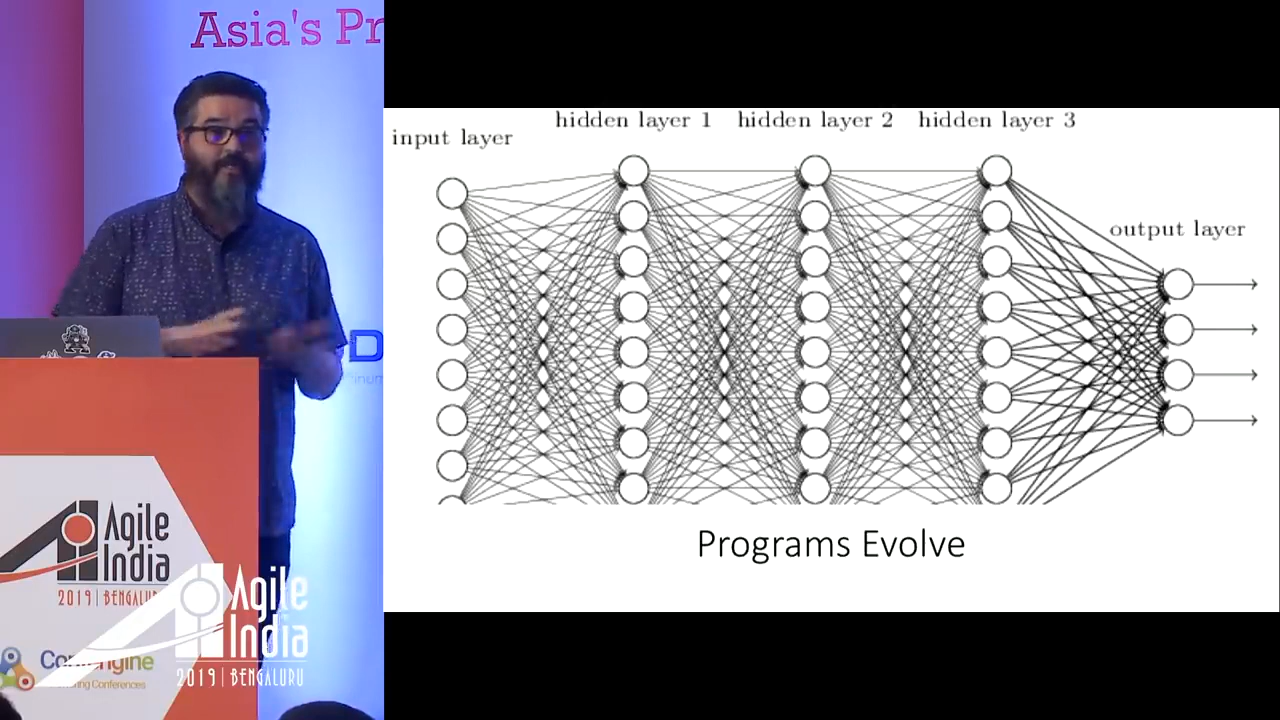 Asia's Pr
input layer
hidden layer 1
hidden layer 2
hidden layer 3
output layer
Programs Evolve
D
Agile
India
2019 | BENGALU
Agile
India
2019 | BENGALURU